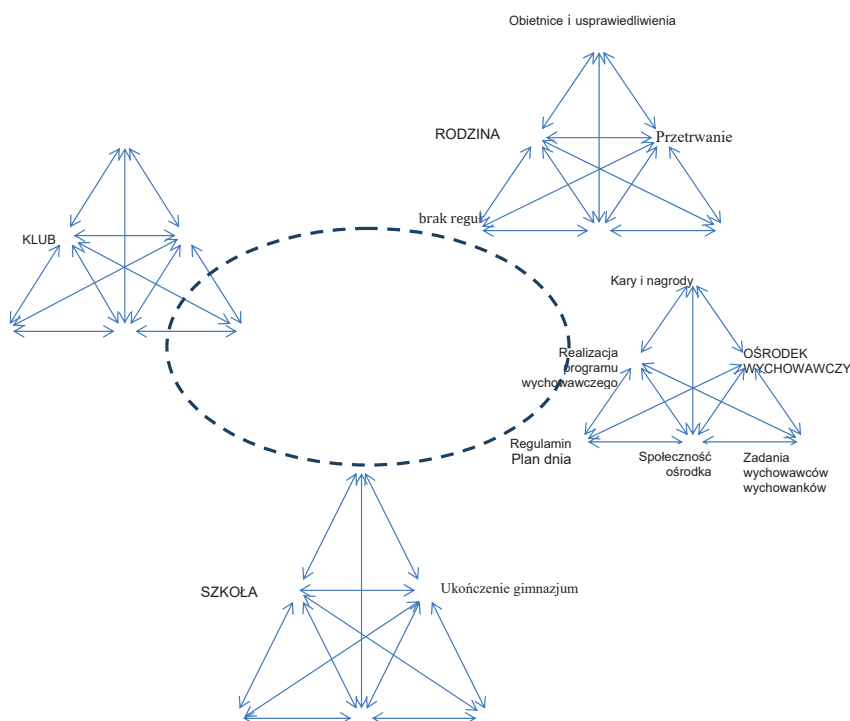 Obietnice i usprawiedliwienia
RODZINA
Przetrwanie
brak reguł
KLUB
Kary i nagrody
Realizacja
programu
wychowawczego
OŚRODEK
WYCHOWAWCZY
Regulamin
Plan dnia
Społeczność
ośrodka
Zadania
wychowawców
wychowanków
SZKOŁA
Ukończenie gimnazjum